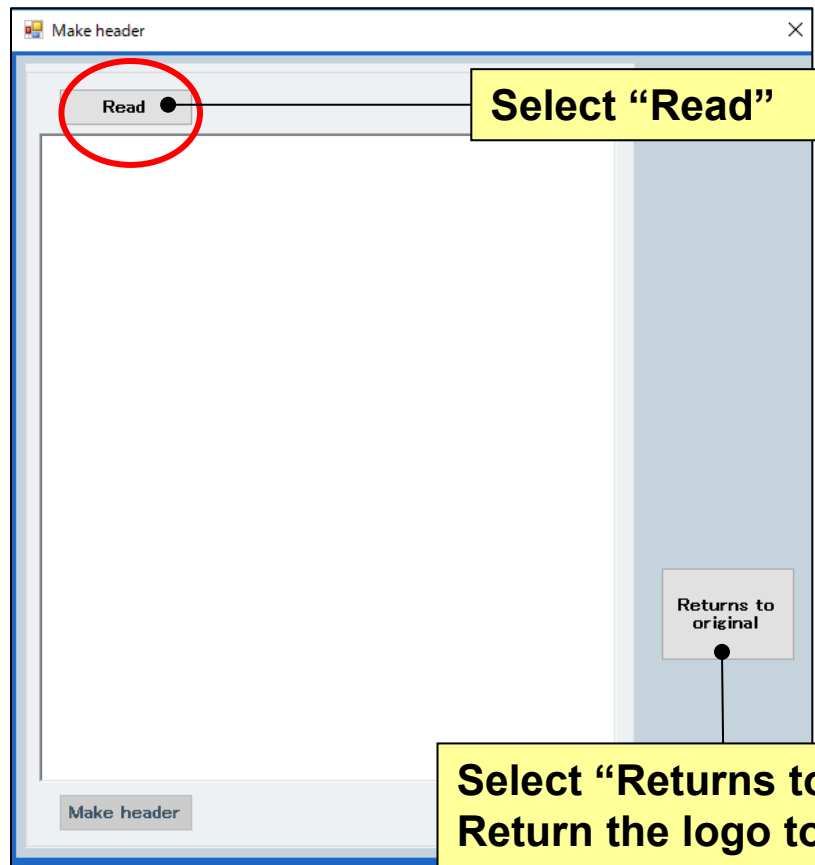 Make header
Read
Select “Read”
Returns to
original
Select “Returns to
Return the logo to
Make header